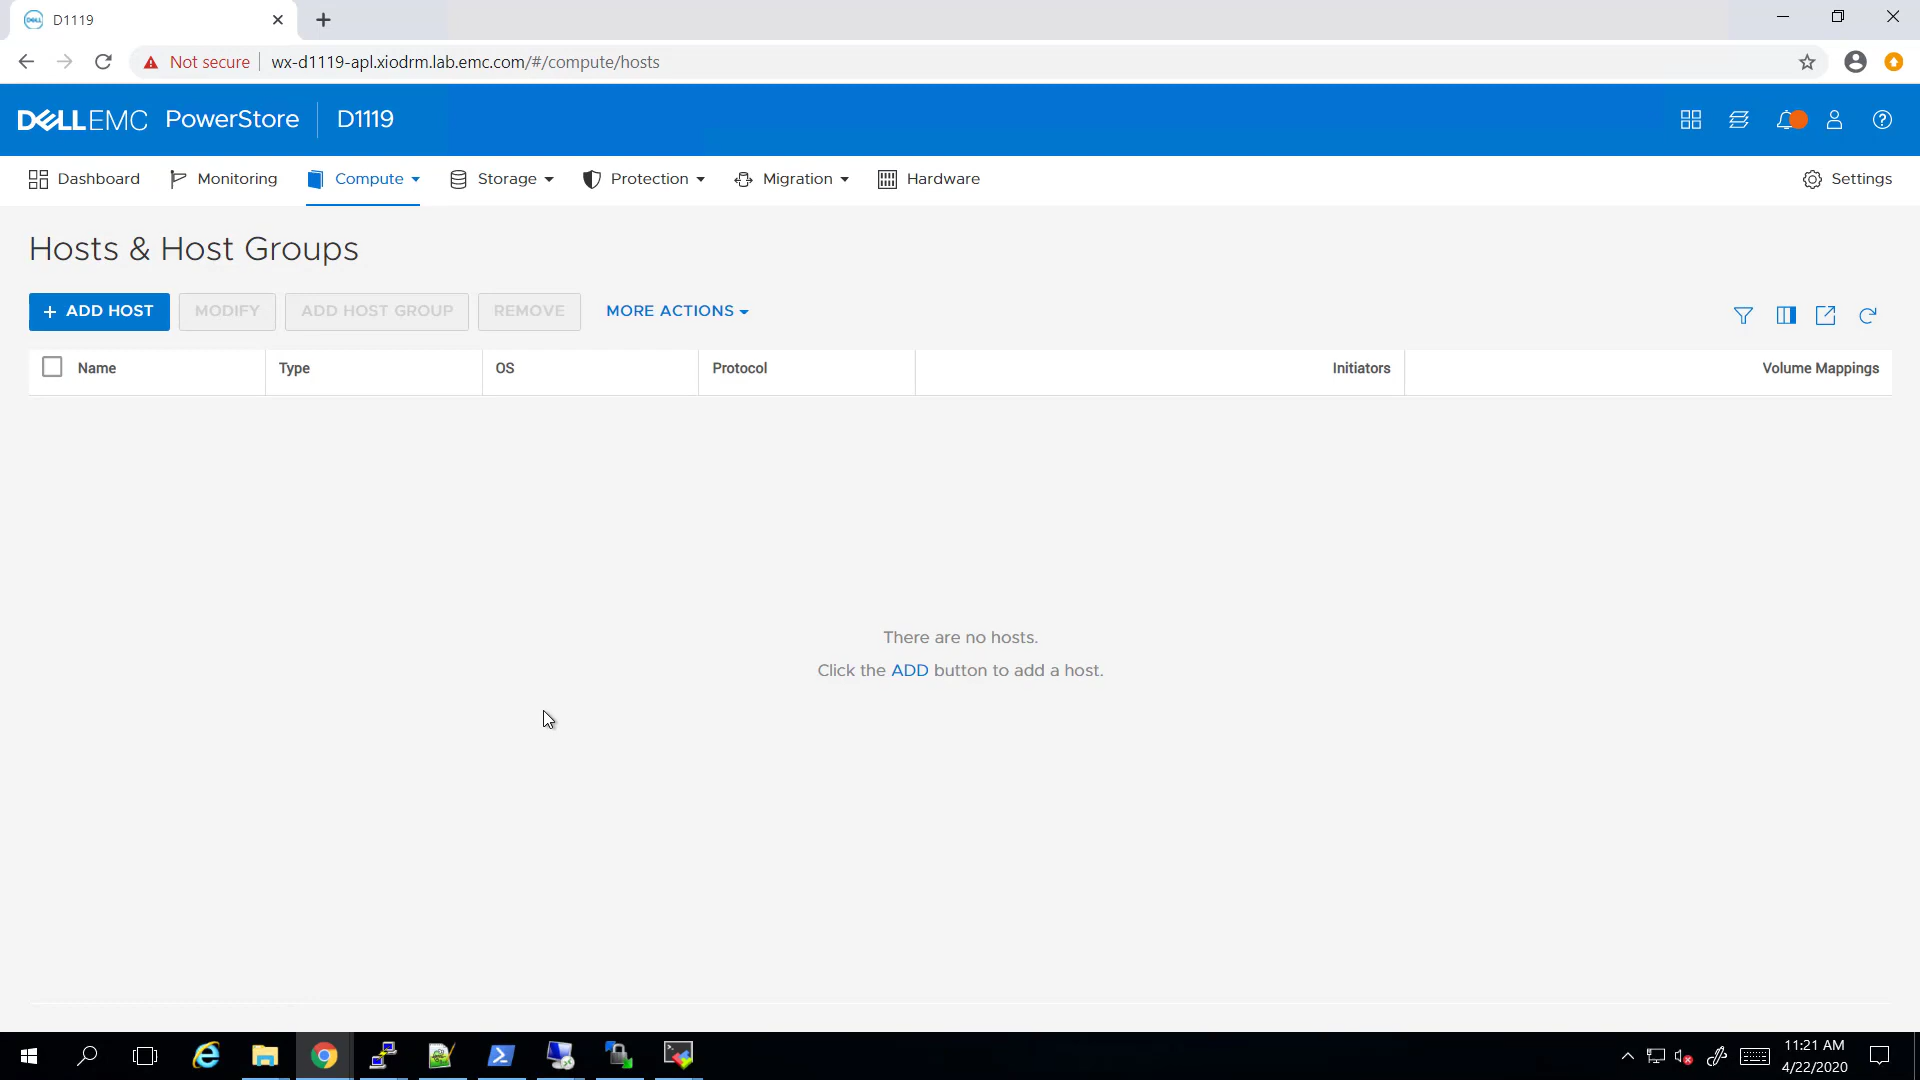 D1119
Not secure
wx-d1119-apl.xiodrm.lab.emc.com/#/compute/hosts
DELLEMC PowerStore D1119
Dashboard Monitoring Compute Storage Protection Migration Hardware Settings
Hosts & Host Groups
+ ADD HOST MODIFY ADD HOST GROUP REMOVE MORE ACTIONS
Name Type OS Protocol Initiators Volume Mappings
There are no hosts.
Click the ADD button to add a host.
11:21 AM
4/22/2020